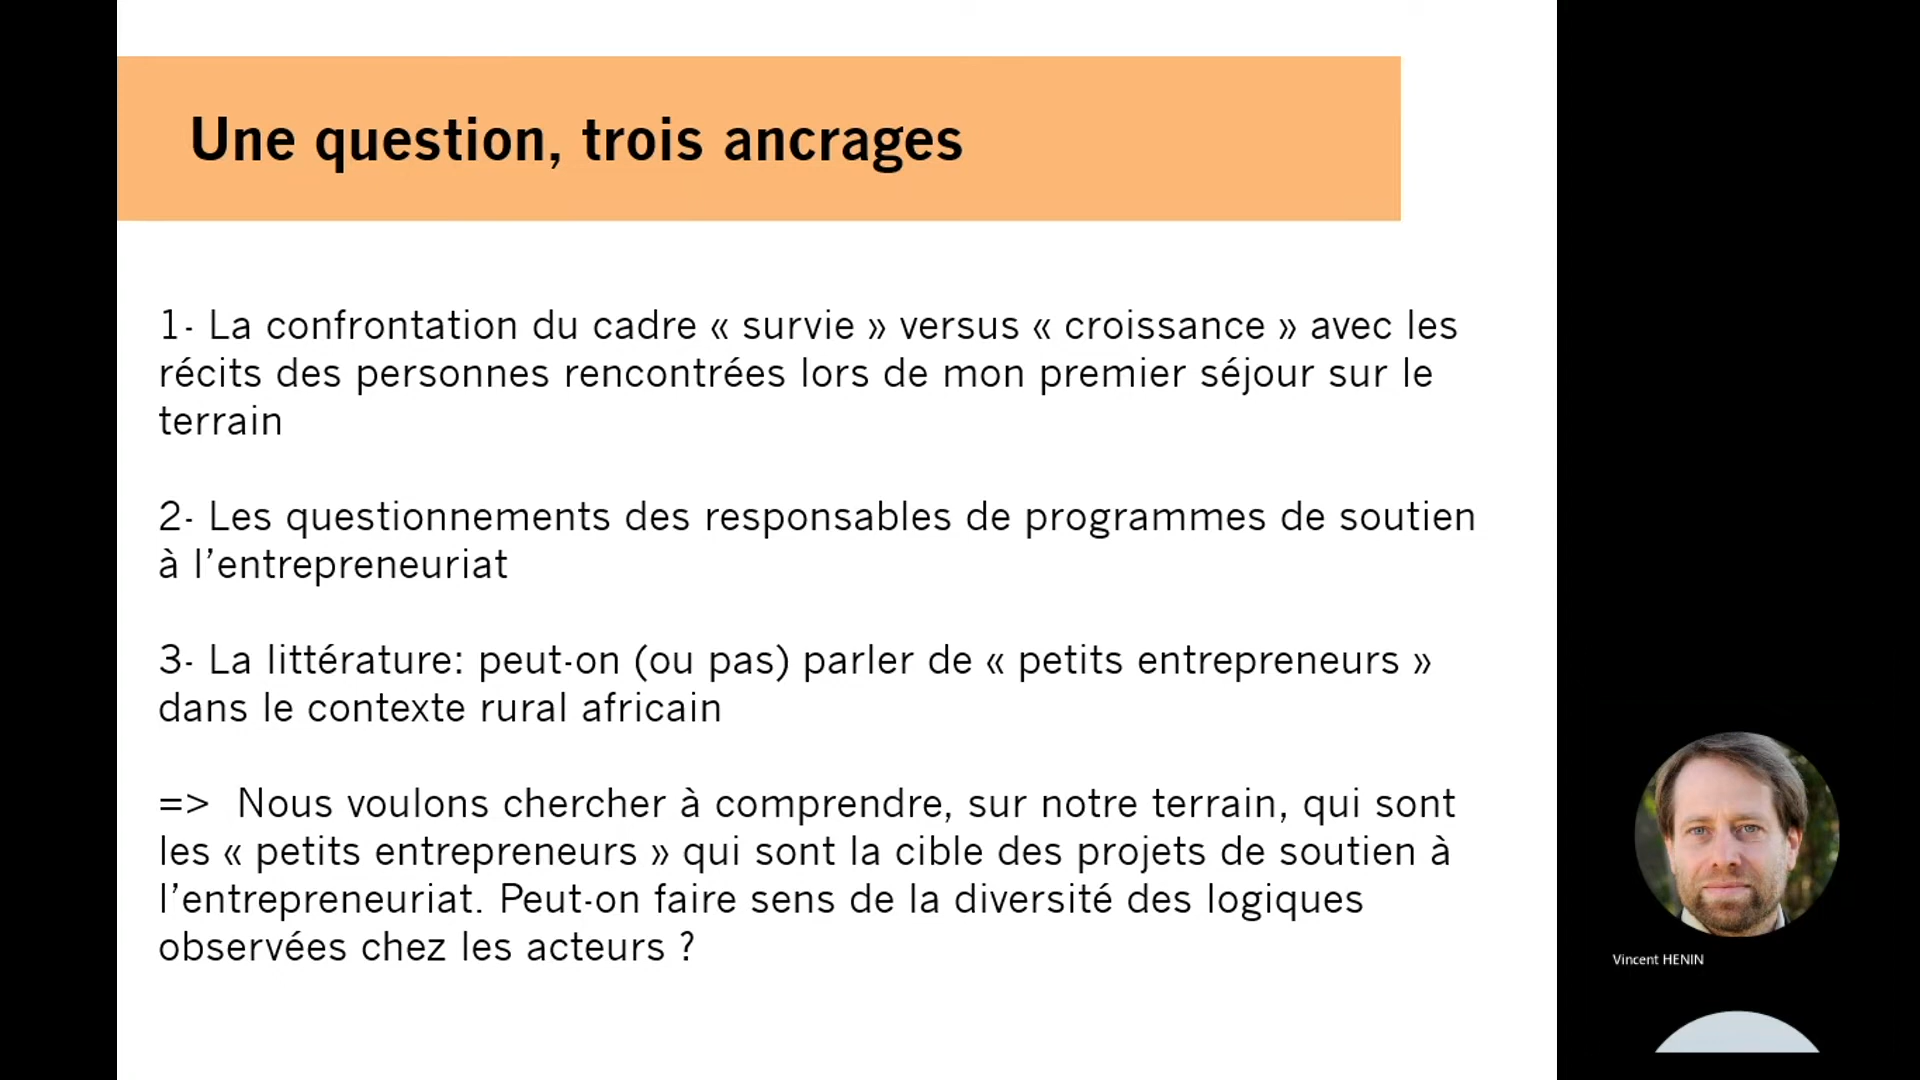 Une question, trois ancrages
1- La confrontation du cadre « survie » versus « croissance » avec les
récits des personnes rencontrées lors de mon premier séjour sur le
terrain
2- Les questionnements des responsables de programmes de soutien
à l’entrepreneuriat
3- La littérature: peut-on (ou pas) parler de « petits entrepreneurs »
dans le contexte rural africain
=> Nous voulons chercher à comprendre, sur notre terrain, qui sont
les « petits entrepreneurs » qui sont la cible des projets de soutien à
l’entrepreneuriat. Peut-on faire sens de la diversité des logiques
observées chez les acteurs ?
Vincent HENIN